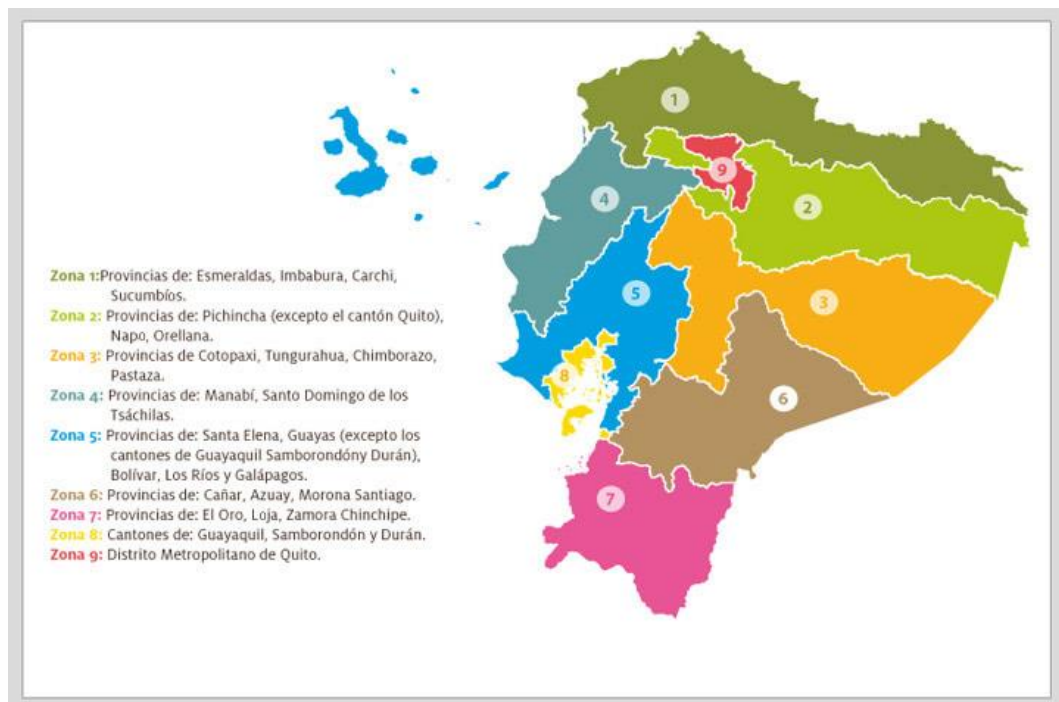 Zona 1:Provincias de: Esmeraldas, Imbabura, Carchi,
Sucumbíos.
Zona 2: Provincias de: Pichincha (excepto el cantón Quito),
Napo, Orellana.
Zona 3: Provincias de Cotopaxi, Tungurahua, Chimborazo,
Pastaza.
Zona 4: Provincias de: Manabí, Santo Domingo de los
Tsáchilas.
Zona 5: Provincias de: Santa Elena, Guayas (excepto los
cantones de Guayaquil Samborondóny Durán),
Bolívar, Los Ríos y Galápagos.
Zona 6: Provincias de: Cañar, Azuay, Morona Santiago.
Zona 7: Provincias de: El Oro, Loja, Zamora Chinchipe.
Zona 8: Cantones de: Guayaquil, Samborondón y Durán.
Zona 9: Distrito Metropolitano de Quito.
1
9
4
2
5
3
8
6
7